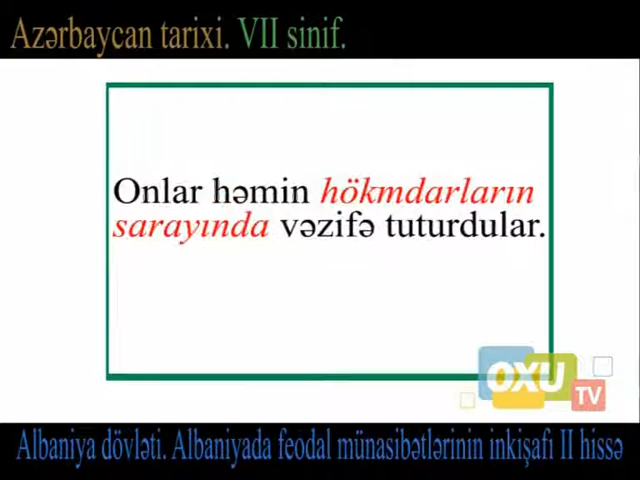 Azərbaycan tarixi. VII sinif.
Onlar həmin hökmdarların
sarayında vəzifə tuturdular.
OXU
TV
Albaniya dövləti. Albaniyada feodal münasibətlərinin inkişafı II hissə